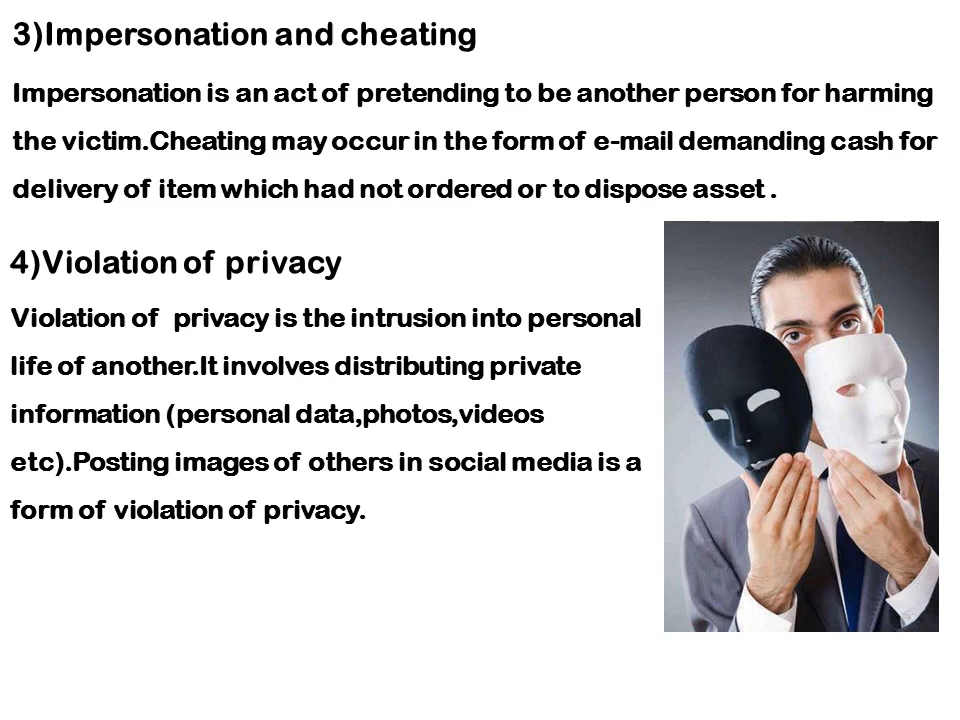 3)Impersonation and cheating
Impersonation is an act of pretending to be another person for harming
the victim.Cheating may occur in the form of e-mail demanding cash for
delivery of item which had not ordered or to dispose asset .
4)Violation of privacy
Violation of privacy is the intrusion into personal
life of another.It involves distributing private
information (personal data,photos,videos
etc).Posting images of others in social media is a
form of violation of privacy.